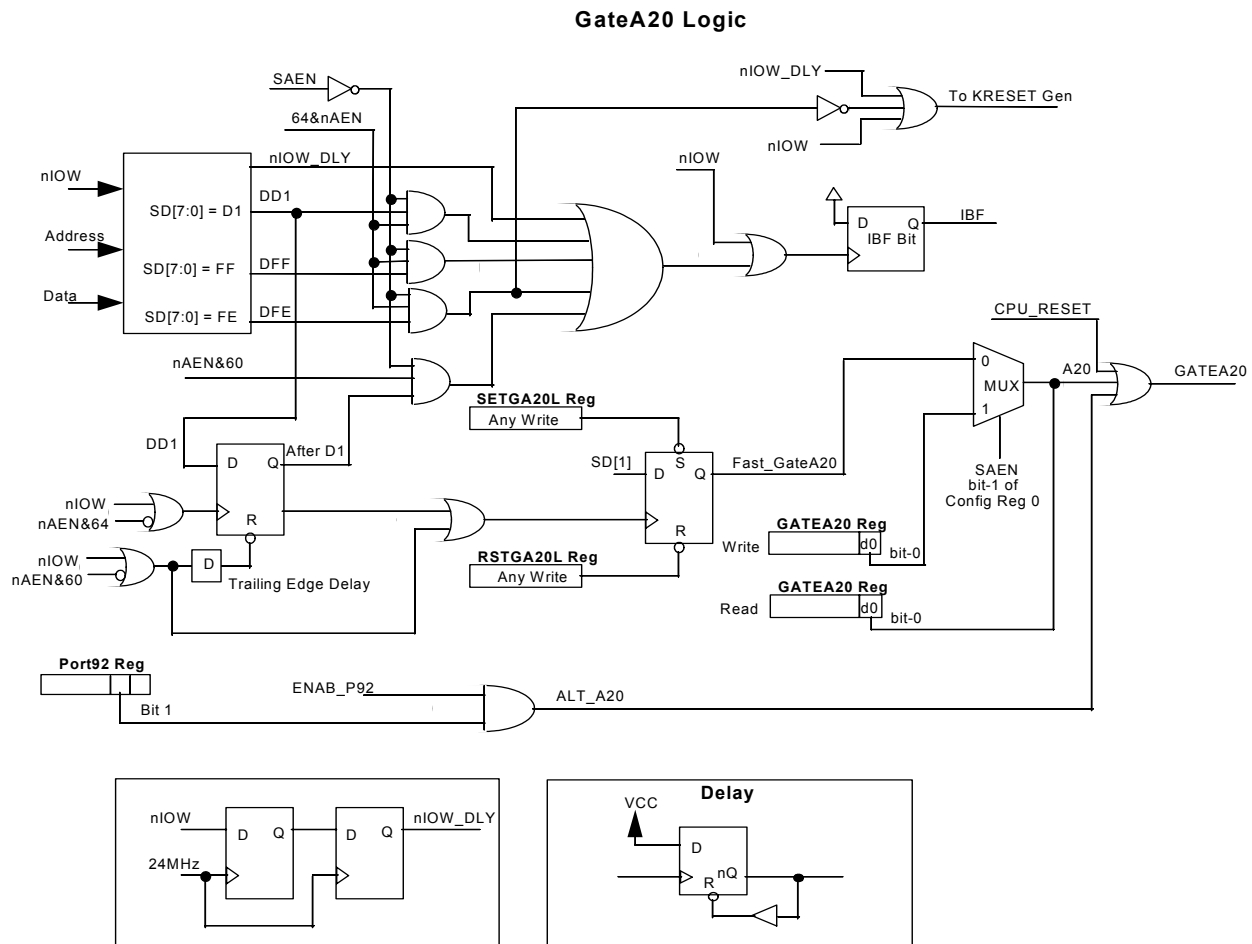 GateA20 Logic
nIOW_DLY
SAEN
To KRESET Gen
64&nAEN
nIOW
nIOW_DLY
nIOW
nIOW
DD1
SD[7:0] = D1
D Q
IBF Bit
IBF
Address
SD[7:0] = FF
DFF
Data
SD[7:0] = FE
DFE
CPU_RESET
nAEN&60
0
MUX
1
A20
GATEA20
SETGA20L Reg
Any Write
DD1
After D1
D Q
R
SD[1]
S
D Q
R
Fast_GateA20
SAEN
bit-1 of
Config Reg 0
nIOW
nAEN&64
GATEA20 Reg
Write
d0
bit-0
nIOW
nAEN&60
D
Trailing Edge Delay
RSTGA20L Reg
Any Write
GATEA20 Reg
Read
d0
bit-0
Port92 Reg
Bit 1
ENAB_P92
ALT_A20
nIOW
D Q
D Q
nIOW_DLY
24MHz
Delay
VCC
D
R nQ